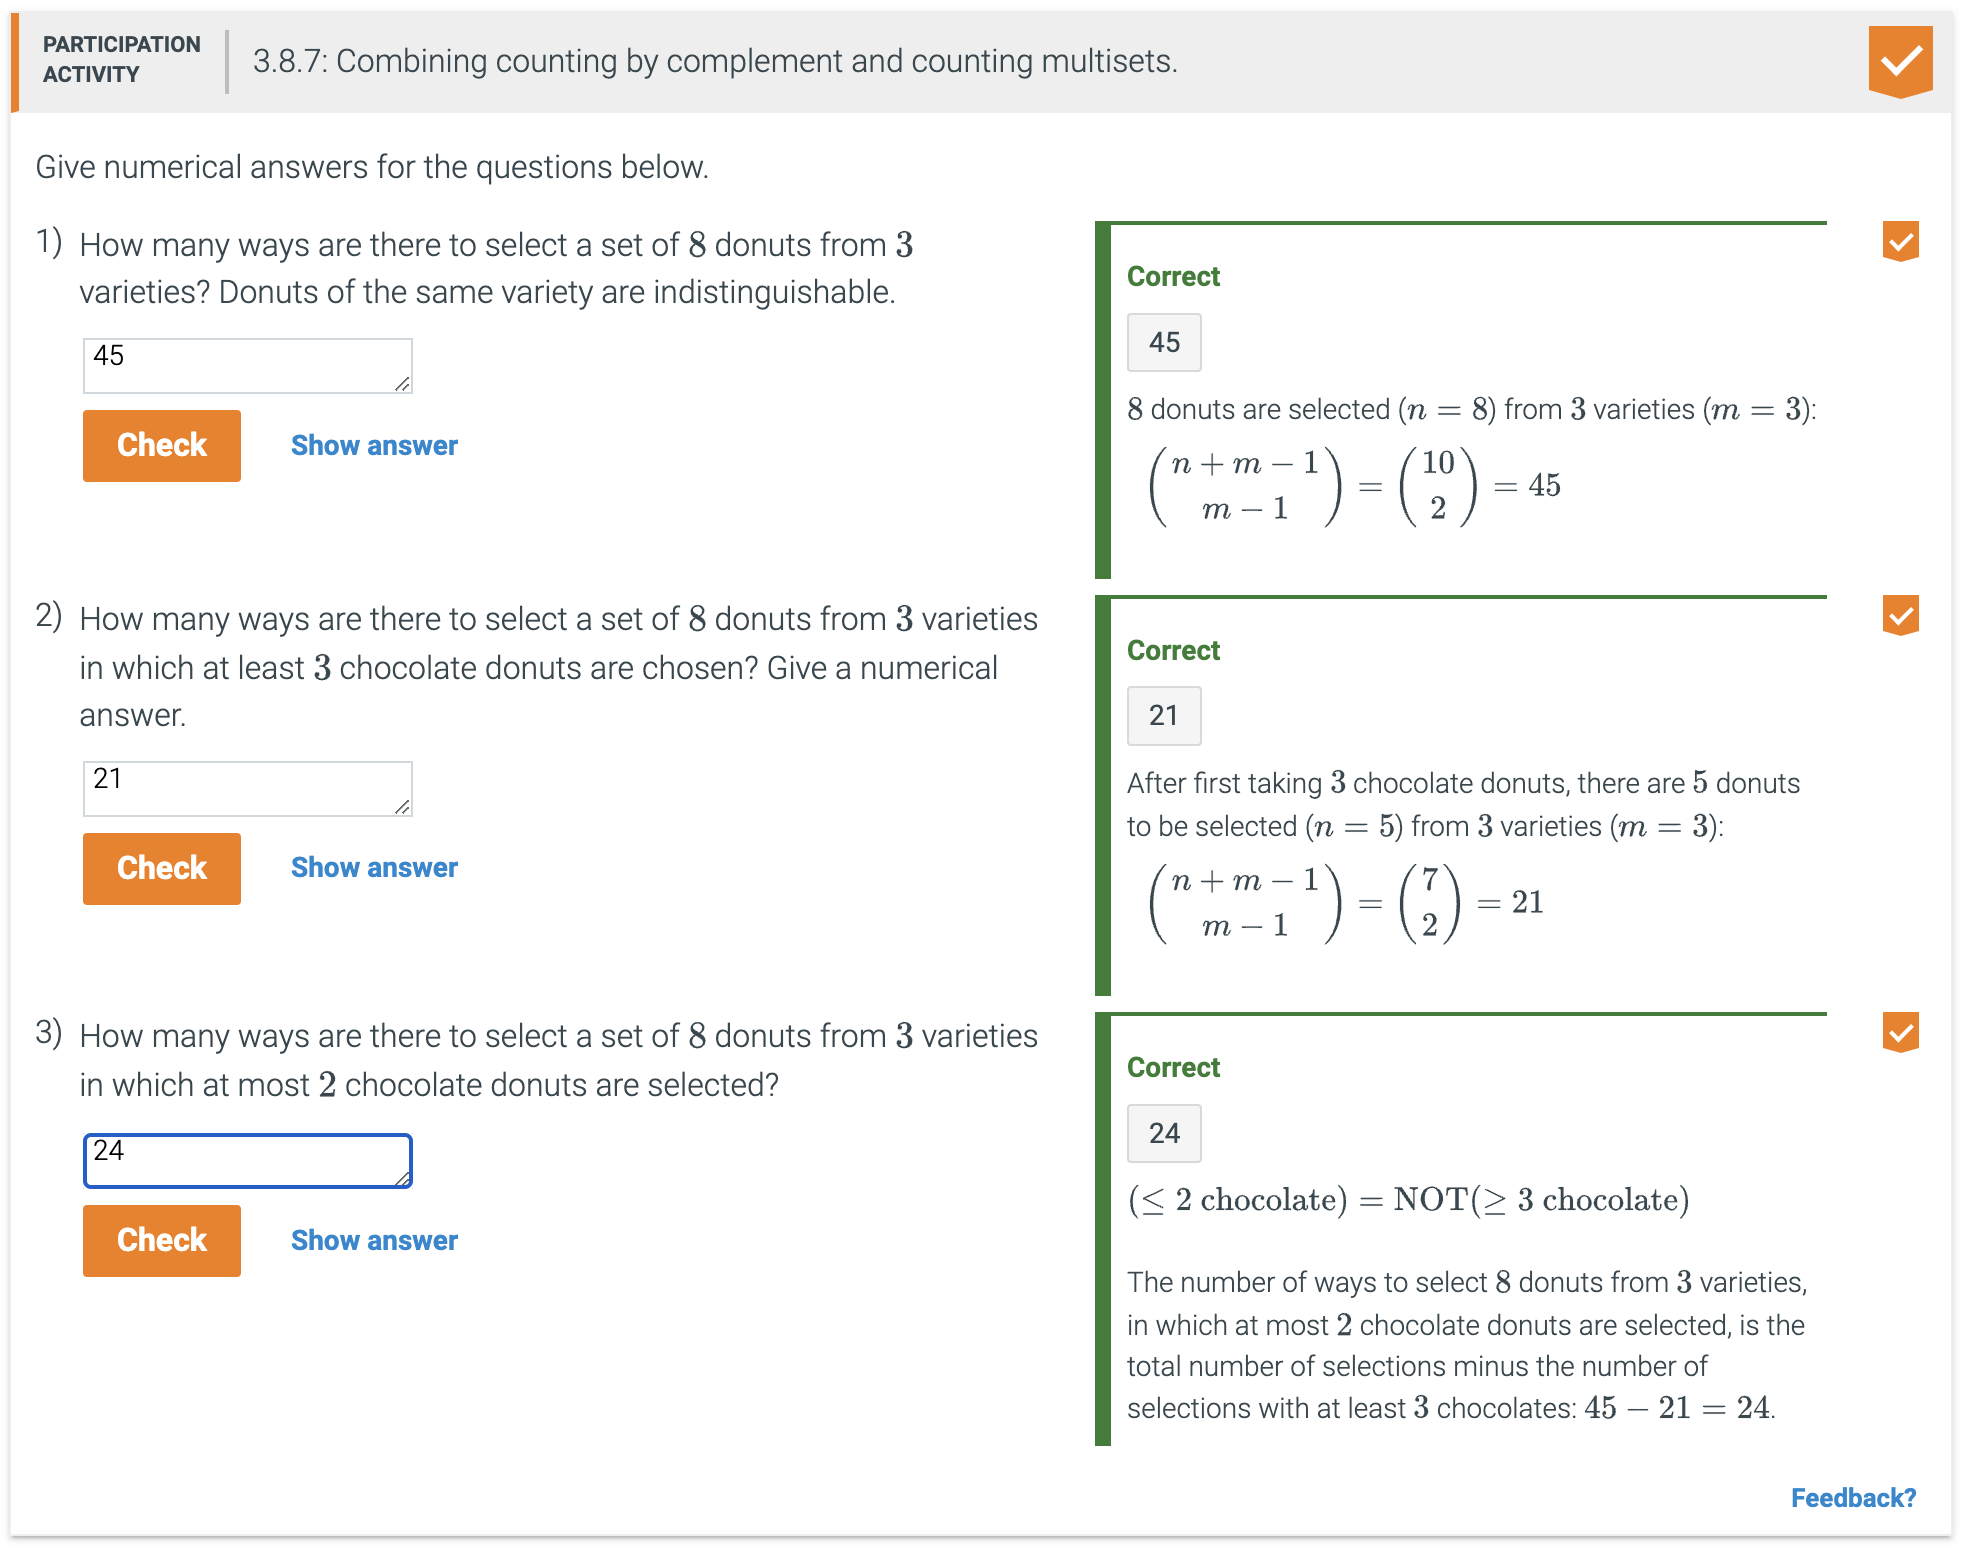 PARTICIPATION
ACTIVITY
3.8.7: Combining counting by complement and counting multisets.
Give numerical answers for the questions below.
1) How many ways are there to select a set of 8 donuts from 3
varieties? Donuts of the same variety are indistinguishable.
45
Check
Show answer
Correct
45
8 donuts are selected (n = 8) from 3 varieties (m = 3):
(n + m − 1 
m − 1) = (10 
2) = 45
2) How many ways are there to select a set of 8 donuts from 3 varieties
in which at least 3 chocolate donuts are chosen? Give a numerical
answer.
21
Check
Show answer
Correct
21
After first taking 3 chocolate donuts, there are 5 donuts
to be selected (n = 5) from 3 varieties (m = 3):
(n + m − 1 
m − 1) = (7 
2) = 21
3) How many ways are there to select a set of 8 donuts from 3 varieties
in which at most 2 chocolate donuts are selected?
24
Check
Show answer
Correct
24
(≤ 2 chocolate) = NOT(≥ 3 chocolate)
The number of ways to select 8 donuts from 3 varieties,
in which at most 2 chocolate donuts are selected, is the
total number of selections minus the number of
selections with at least 3 chocolates: 45 − 21 = 24.
Feedback?